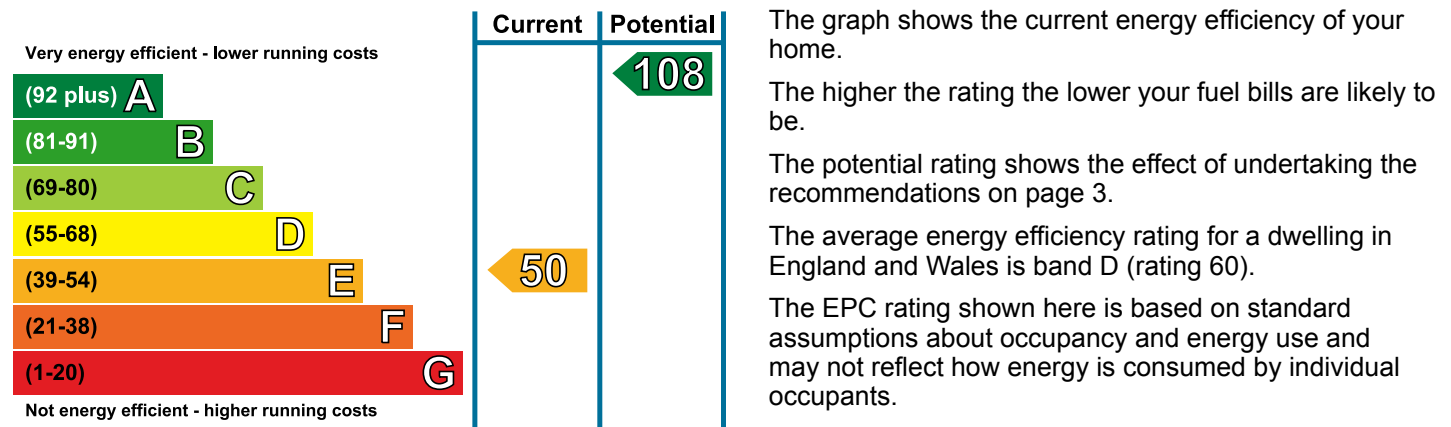 Current Potential
Very energy efficient - lower running costs
108
(92 plus) A
(81-91) B
(69-80) C
(55-68) D
50
(39-54) E
(21-38) F
(1-20) G
Not energy efficient - higher running costs
The graph shows the current energy efficiency of your
home.
The higher the rating the lower your fuel bills are likely to
be.
The potential rating shows the effect of undertaking the
recommendations on page 3.
The average energy efficiency rating for a dwelling in
England and Wales is band D (rating 60).
The EPC rating shown here is based on standard
assumptions about occupancy and energy use and
may not reflect how energy is consumed by individual
occupants.